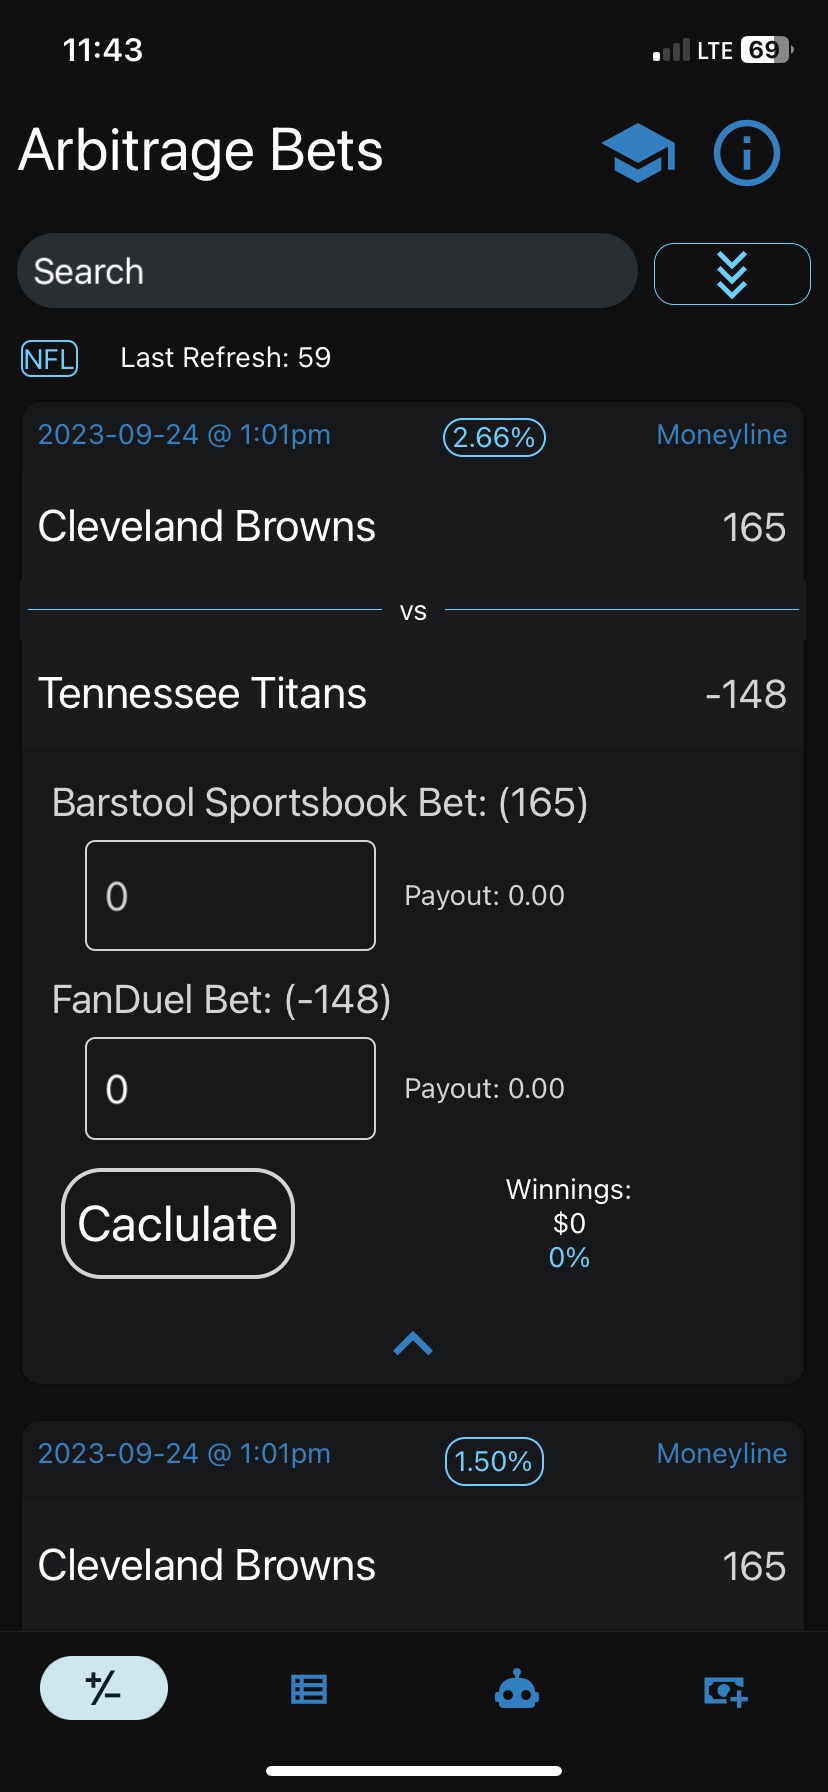 11:43
LTE 69
Arbitrage Bets
Search
NFL Last Refresh: 59
2023-09-24 @ 1:01pm 2.66% Moneyline
Cleveland Browns 165
vs
Tennessee Titans -148
Barstool Sportsbook Bet: (165)
0 Payout: 0.00
FanDuel Bet: (-148)
0 Payout: 0.00
Caclulate
Winnings:
$0
0%
2023-09-24 @ 1:01pm 1.50% Moneyline
Cleveland Browns 165